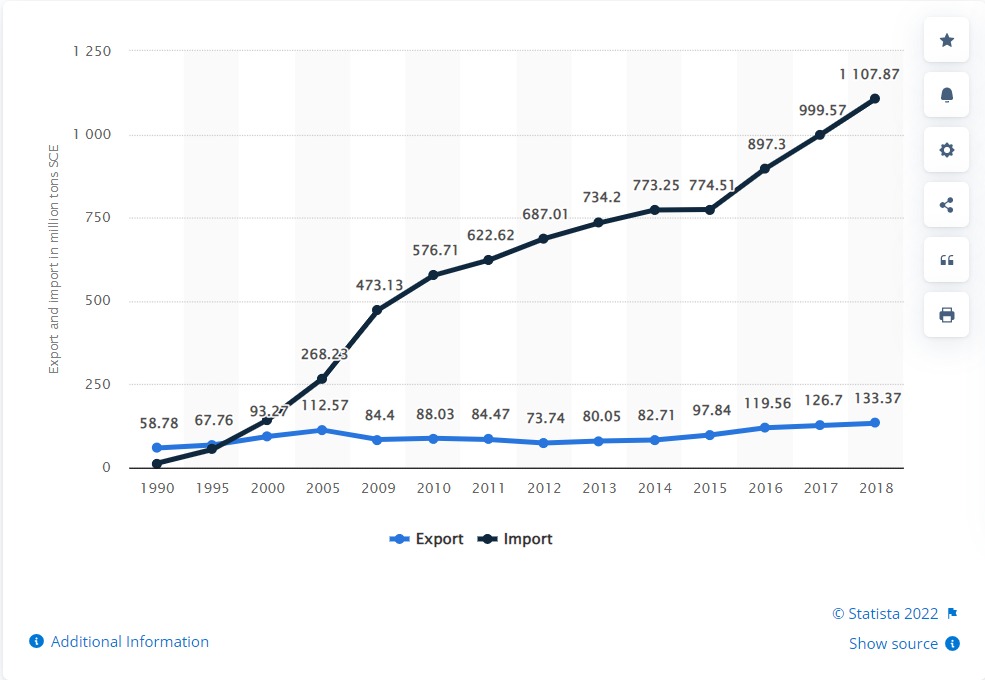 1 250
1 000
750
500
250
0
Export and import in million tons SCE
1 107.87
999.57
897.3
773.25 774.51
734.2
687.01
622.62
576.71
473.13
268.23
58.78 67.76 93.27 112.57 84.4 88.03 84.47 73.74 80.05 82.71 97.84 119.56 126.7 133.37
1990 1995 2000 2005 2009 2010 2011 2012 2013 2014 2015 2016 2017 2018
Export Import
© Statista 2022
Additional Information
Show source